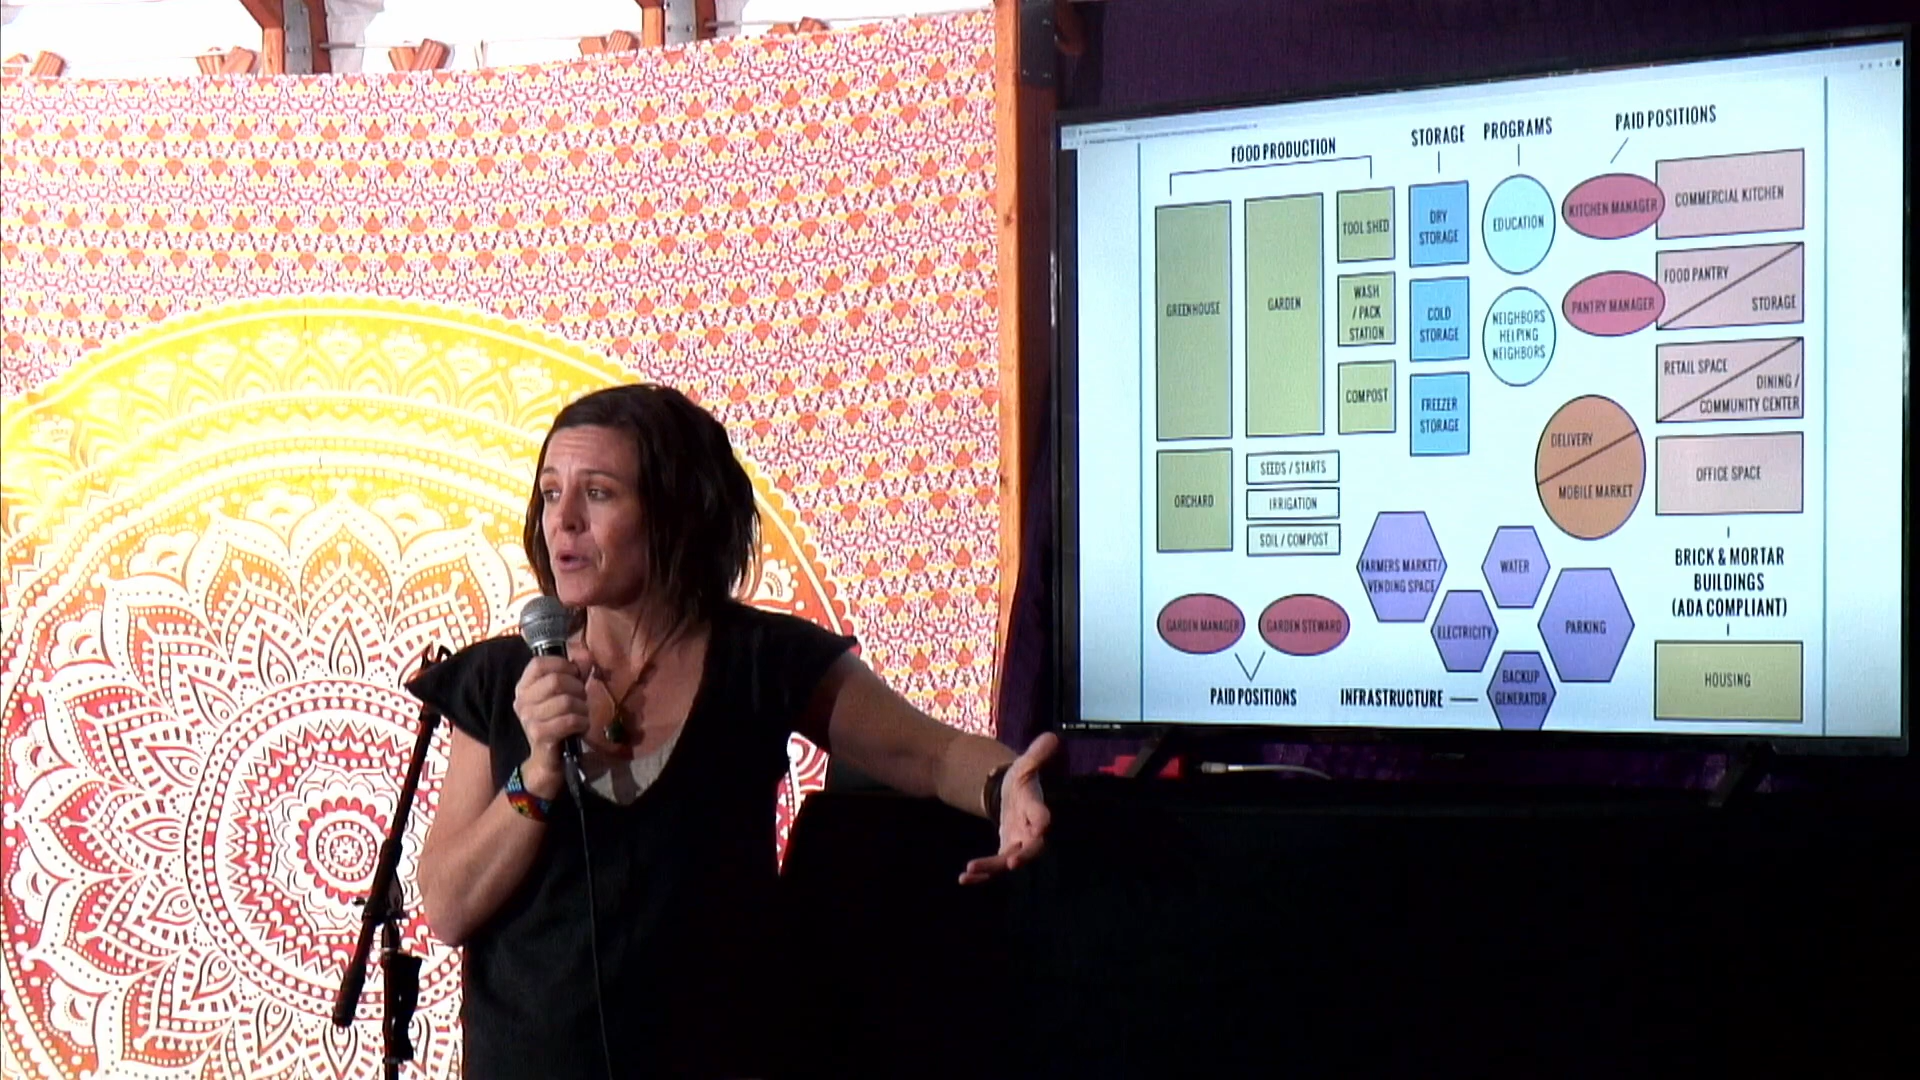 FOOD PRODUCTION
STORAGE
PROGRAMS
PAID POSITIONS
GREENHOUSE
GARDEN
TOOL SHED
WASH
/ PACK
STATION
COMPOST
ORCHARD
SEEDS / STARTS
IRRIGATION
SOIL / COMPOST
DRY
STORAGE
COLD
STORAGE
FREEZER
STORAGE
EDUCATION
NEIGHBORS
HELPING
NEIGHBORS
KITCHEN MANAGER
COMMERCIAL KITCHEN
PANTRY MANAGER
FOOD PANTRY
STORAGE
RETAIL SPACE
DINING /
COMMUNITY CENTER
DELIVERY
MOBILE MARKET
OFFICE SPACE
BRICK & MORTAR
BUILDINGS
(ADA COMPLIANT)
HOUSING
FARMERS MARKET/
VENDING SPACE
WATER
ELECTRICITY
PARKING
BACKUP
GENERATOR
GARDEN MANAGER
GARDEN STEWARD
PAID POSITIONS
INFRASTRUCTURE